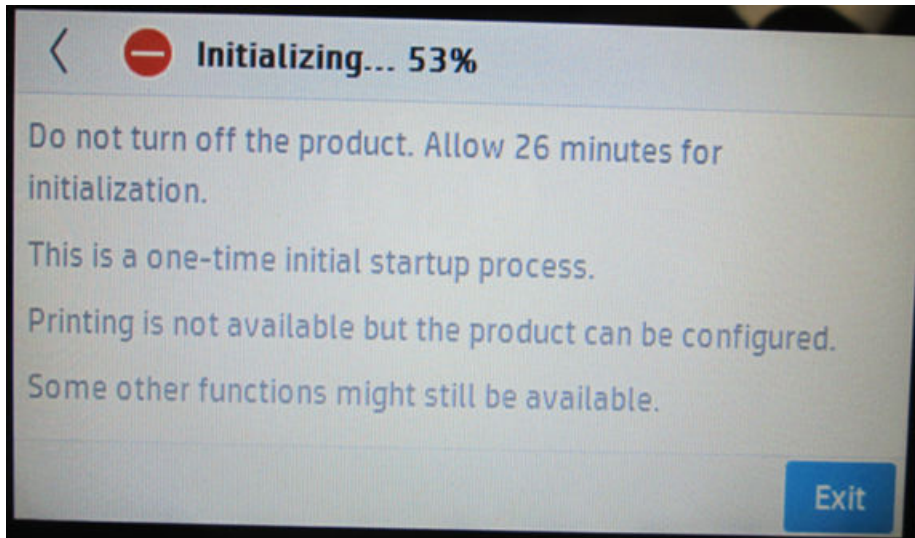 Initializing... 53%
Do not turn off the product. Allow 26 minutes for
initialization.
This is a one-time initial startup process.
Printing is not available but the product can be configured.
Some other functions might still be available.
Exit